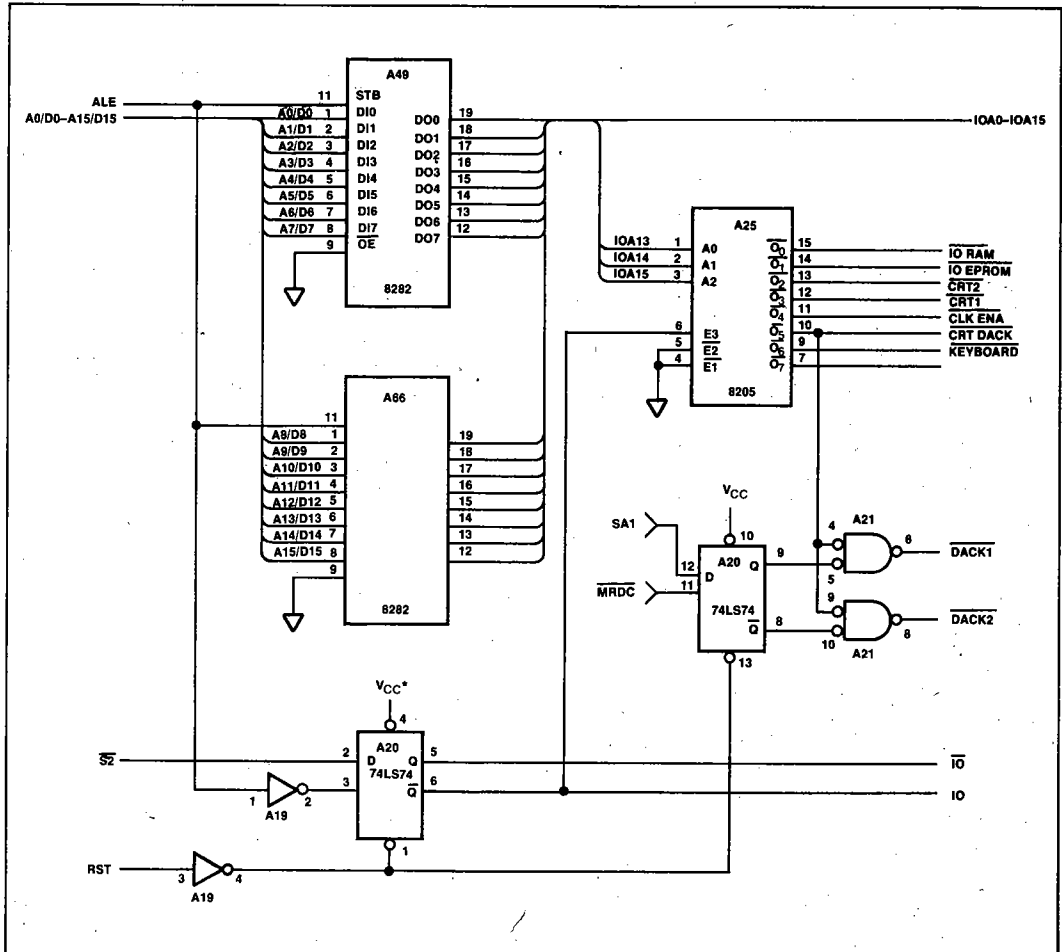 A49
ALE
11
STB
A0/D0–A15/D15
A0/D0 1 DI0
DO0 19
IOA0–IOA15
A1/D1 2 DI1
DO1 18
A2/D2 3 DI2
DO2 17
A3/D3 4 DI3
DO3 16
A4/D4 5 DI4
DO4 15
A5/D5 6 DI5
DO5 14
A6/D6 7 DI6
DO6 13
A7/D7 8 DI7
DO7 12
9 OE
8282
A25
IOA13 1 A0
O0 15 IO RAM
IOA14 2 A1
O1 14 IO EPROM
IOA15 3 A2
O2 13 CRT2
O3 12 CRT1
O4 11 CLK ENA
6 E3
O5 10 CRT DACK
5 E2
O6 9 KEYBOARD
4 E1
O7 7
8205
A66
11
A8/D8 1
19
A9/D9 2
18
A10/D10 3
17
A11/D11 4
16
A12/D12 5
15
A13/D13 6
14
A14/D14 7
13
A15/D15 8
12
9
8282
VCC
10
SA1
12 D
A20
Q 9
MRDC
11
74LS74
Q 8
13
4
A21
5
6
DACK1
9
10
8
DACK2
A21
VCC*
4
S2
2 D
A20
Q 5
IO
74LS74
1
A19
2
3
Q 6
IO
1
RST
3
A19
4